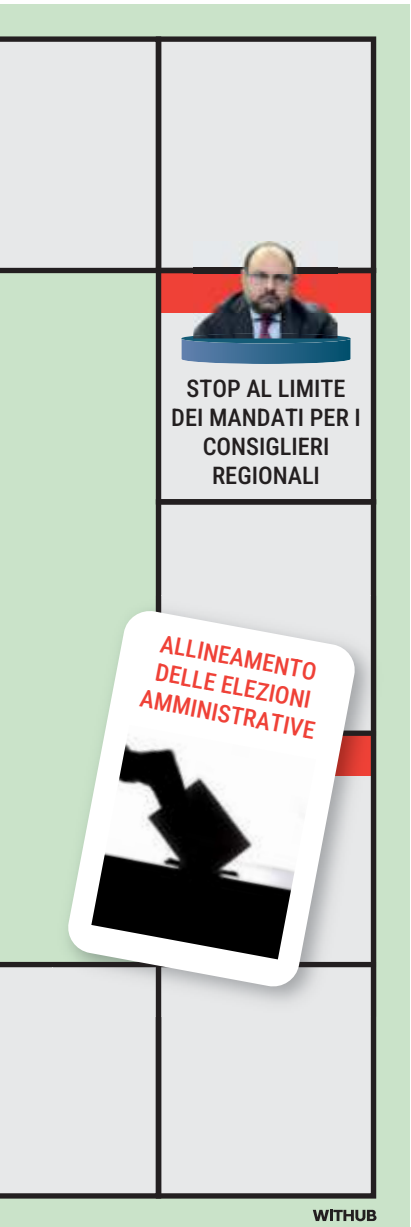 STOP AL LIMITE
DEI MANDATI PER I
CONSIGLIERI
REGIONALI
ALLINEAMENTO
DELLE ELEZIONI
AMMINISTRATIVE
WITHUB